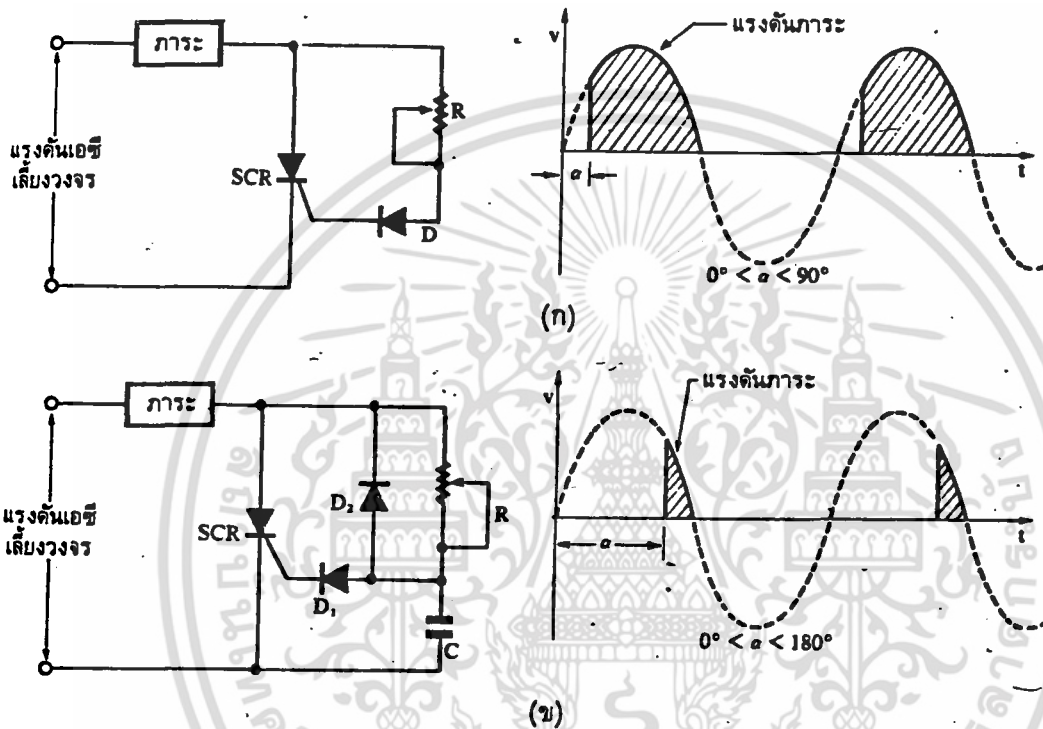 ภาระ
แรงดันเอซี
เลี้ยงวงจร
SCR
R
D
v
แรงดันภาระ
α
t
0° < α < 90°
(ก)
ภาระ
แรงดันเอซี
เลี้ยงวงจร
SCR
D₂
R
D₁
C
v
แรงดันภาระ
α
t
0° < α < 180°
(ข)